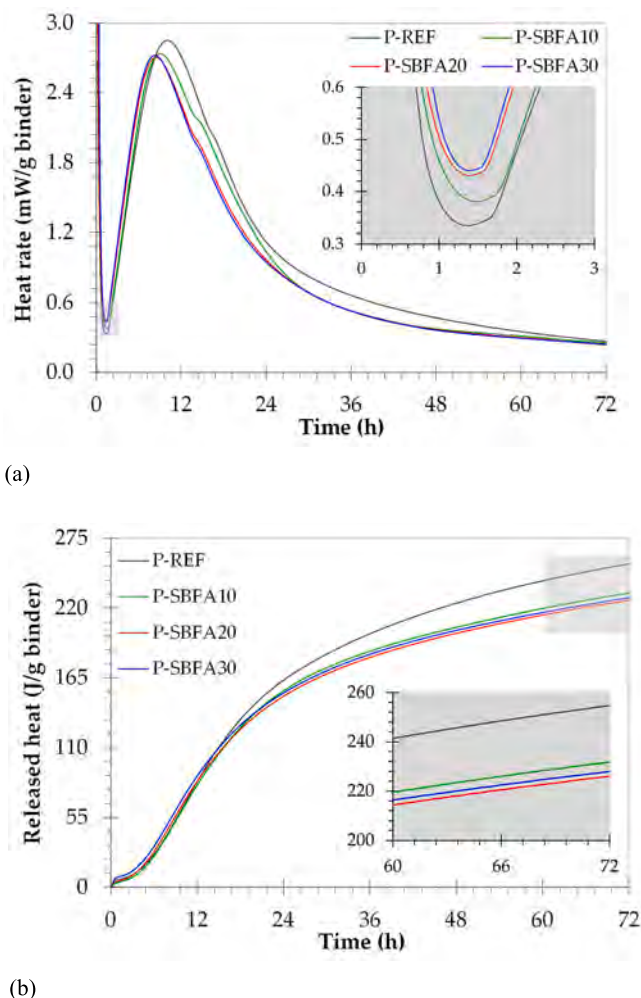 3.0
2.4
1.8
1.2
0.6
0.0
Heat rate (mW/g binder)
P-REF P-SBFA10
P-SBFA20 P-SBFA30
0.6
0.5
0.4
0.3
0 1 2 3
0 12 24 36 48 60 72
Time (h)
(a)
275
220
165
110
55
0
Released heat (J/g binder)
P-REF
P-SBFA10
P-SBFA20
P-SBFA30
260
240
220
200
60 66 72
0 12 24 36 48 60 72
Time (h)
(b)